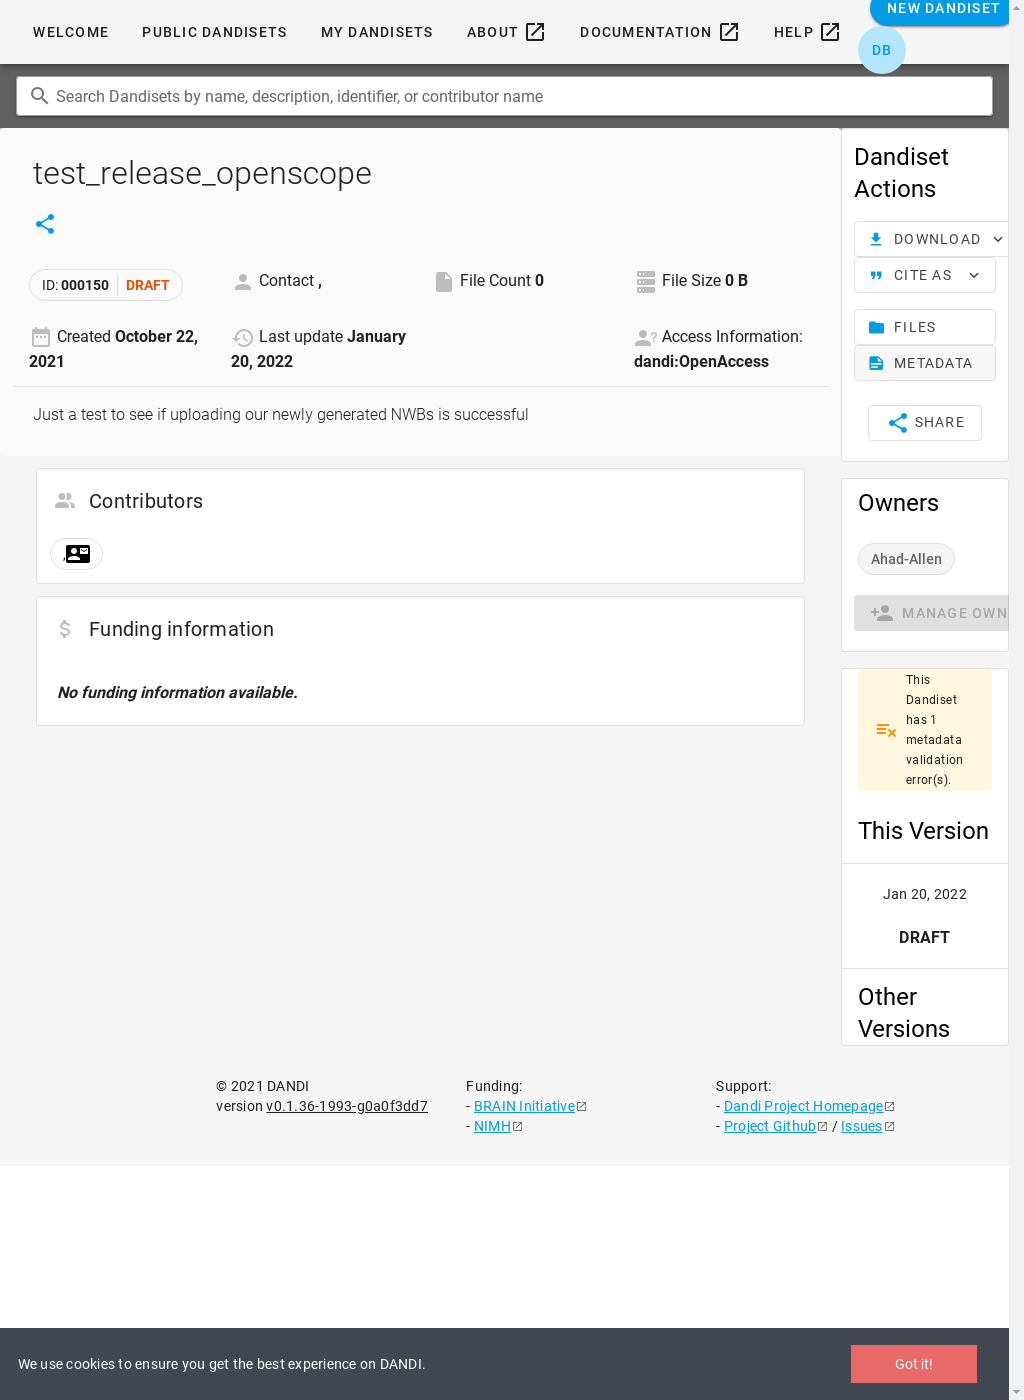 WELCOME
PUBLIC DANDISETS
MY DANDISETS
ABOUT
DOCUMENTATION
HELP
NEW DANDISET
DB
Search Dandisets by name, description, identifier, or contributor name
test_release_openscope
ID: 000150 DRAFT
Contact ,
File Count 0
File Size 0 B
Created October 22,
2021
Last update January
20, 2022
Access Information:
dandi:OpenAccess
Just a test to see if uploading our newly generated NWBs is successful
Contributors
,
Funding information
No funding information available.
Dandiset
Actions
DOWNLOAD
CITE AS
FILES
METADATA
SHARE
Owners
Ahad-Allen
MANAGE OWN
This
Dandiset
has 1
metadata
validation
error(s).
This Version
Jan 20, 2022
DRAFT
Other
Versions
© 2021 DANDI
version v0.1.36-1993-g0a0f3dd7
Funding:
- BRAIN Initiative
- NIMH
Support:
- Dandi Project Homepage
- Project Github / Issues
We use cookies to ensure you get the best experience on DANDI.
Got it!